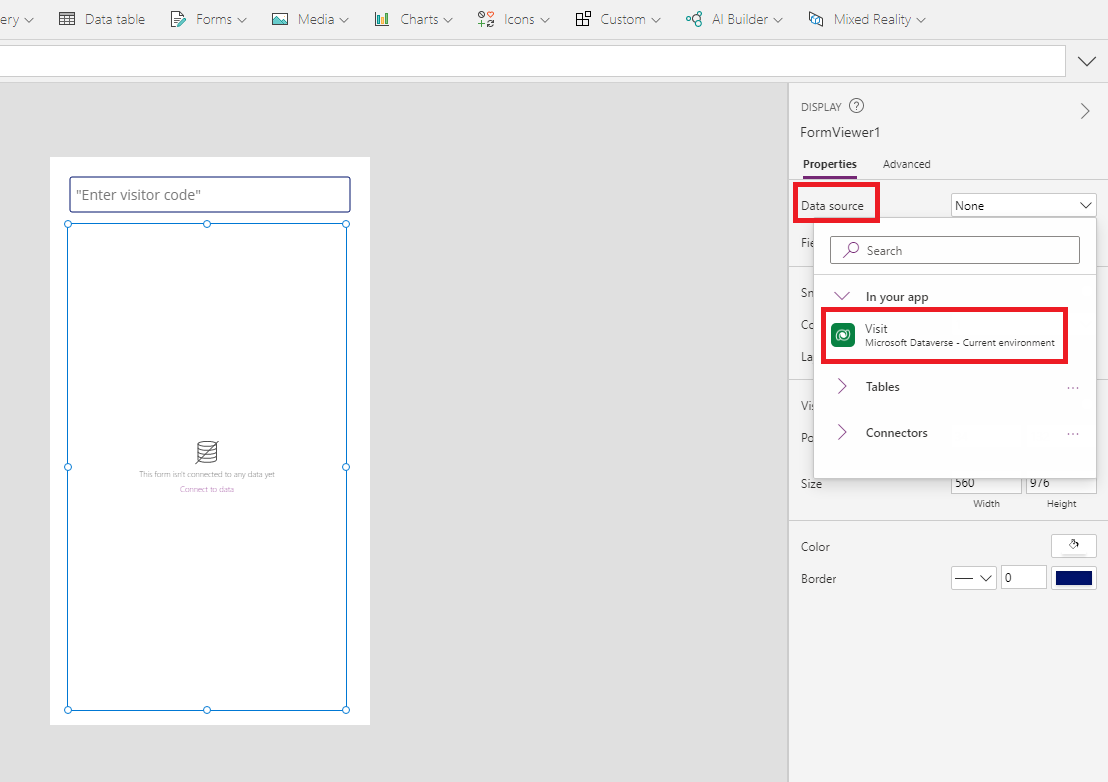 ery Data table Forms Media Charts Icons Custom AI Builder Mixed Reality
DISPLAY ?
FormViewer1
Properties Advanced
"Enter visitor code"
Data source None
Fie
Search
Sn
In your app
Co
Visit
Microsoft Dataverse - Current environment
La
Tables ...
Vis
Po
Connectors ...
Size 560 976
Width Height
This form isn't connected to any data yet
Connect to data
Color
Border 0